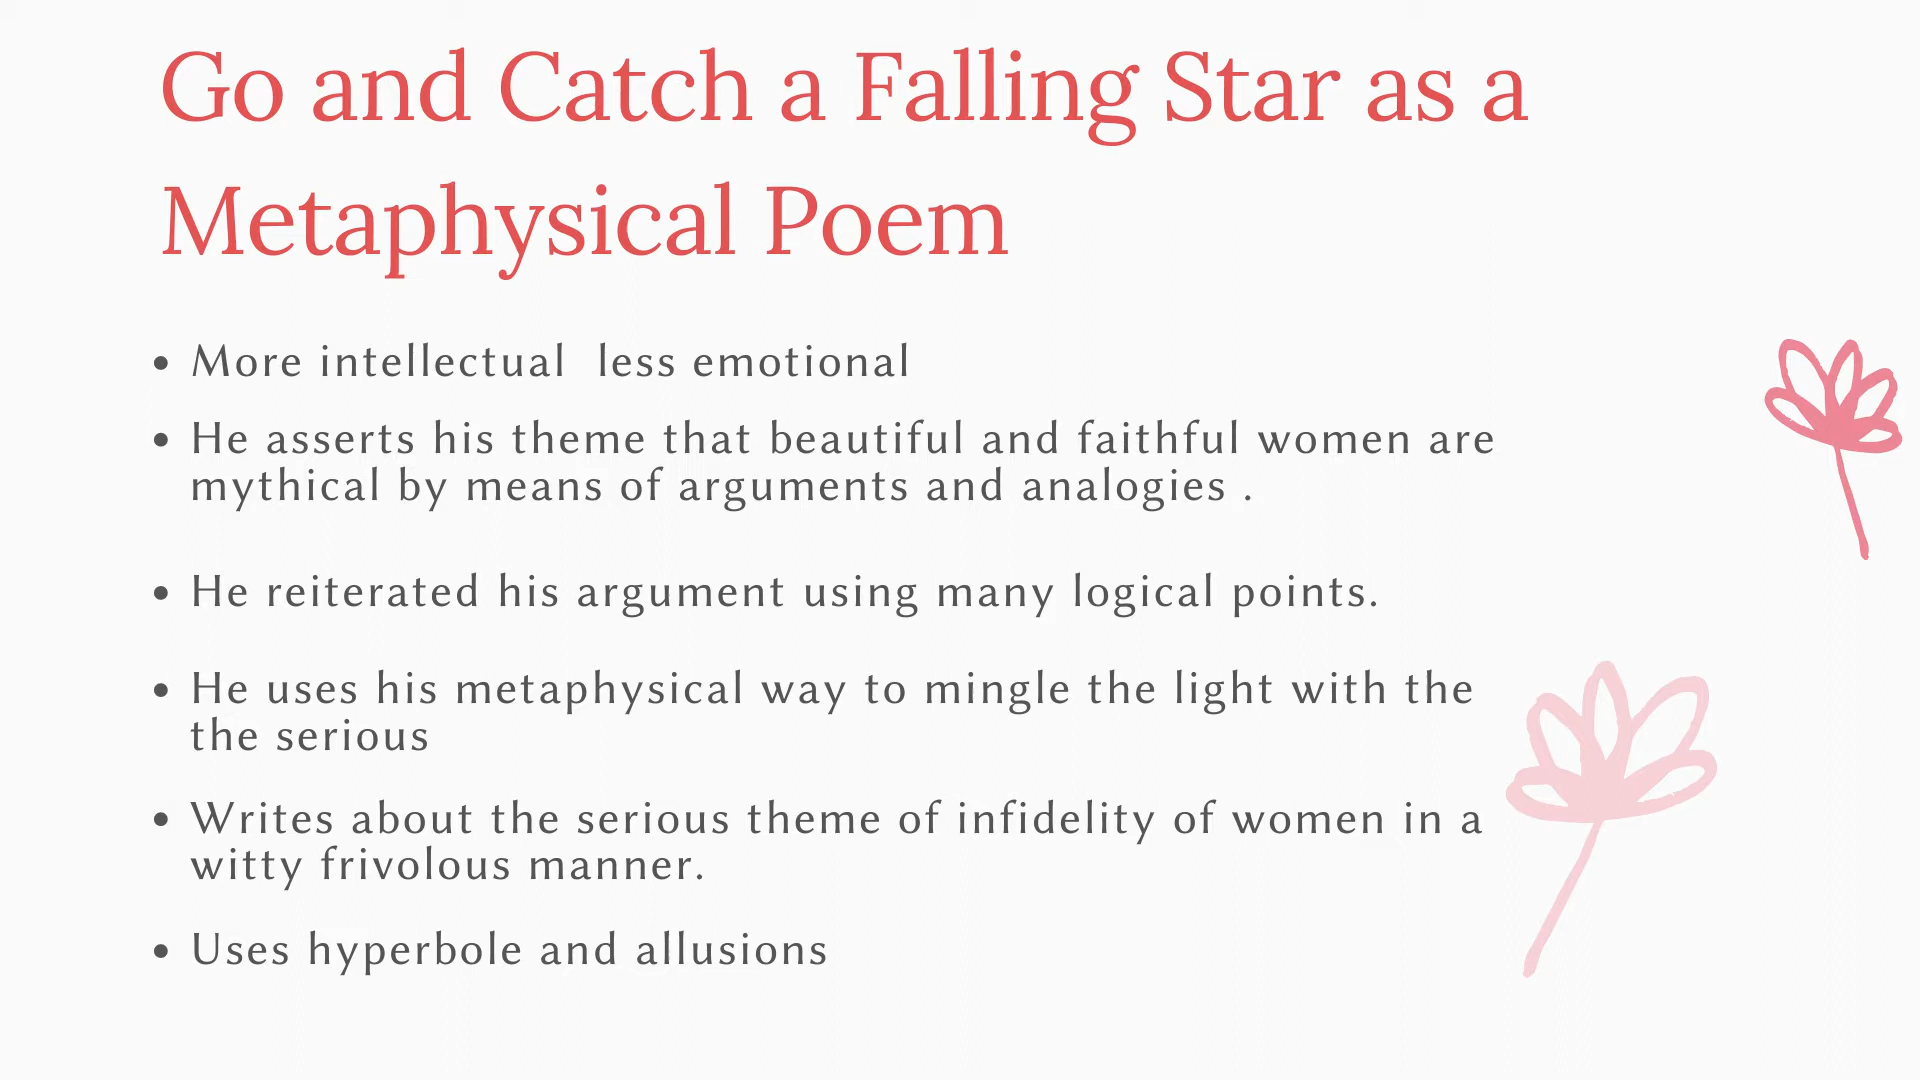 Go and Catch a Falling Star as a
Metaphysical Poem
• More intellectual  less emotional
• He asserts his theme that beautiful and faithful women are
mythical by means of arguments and analogies .
• He reiterated his argument using many logical points.
• He uses his metaphysical way to mingle the light with the
the serious
• Writes about the serious theme of infidelity of women in a
witty frivolous manner.
• Uses hyperbole and allusions